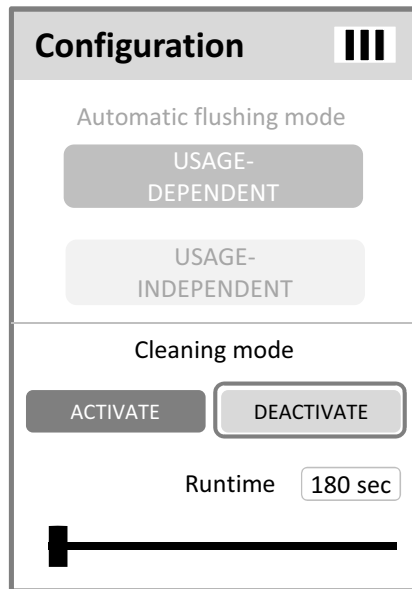 Configuration
Automatic flushing mode
USAGE-
DEPENDENT
USAGE-
INDEPENDENT
Cleaning mode
ACTIVATE DEACTIVATE
Runtime 180 sec